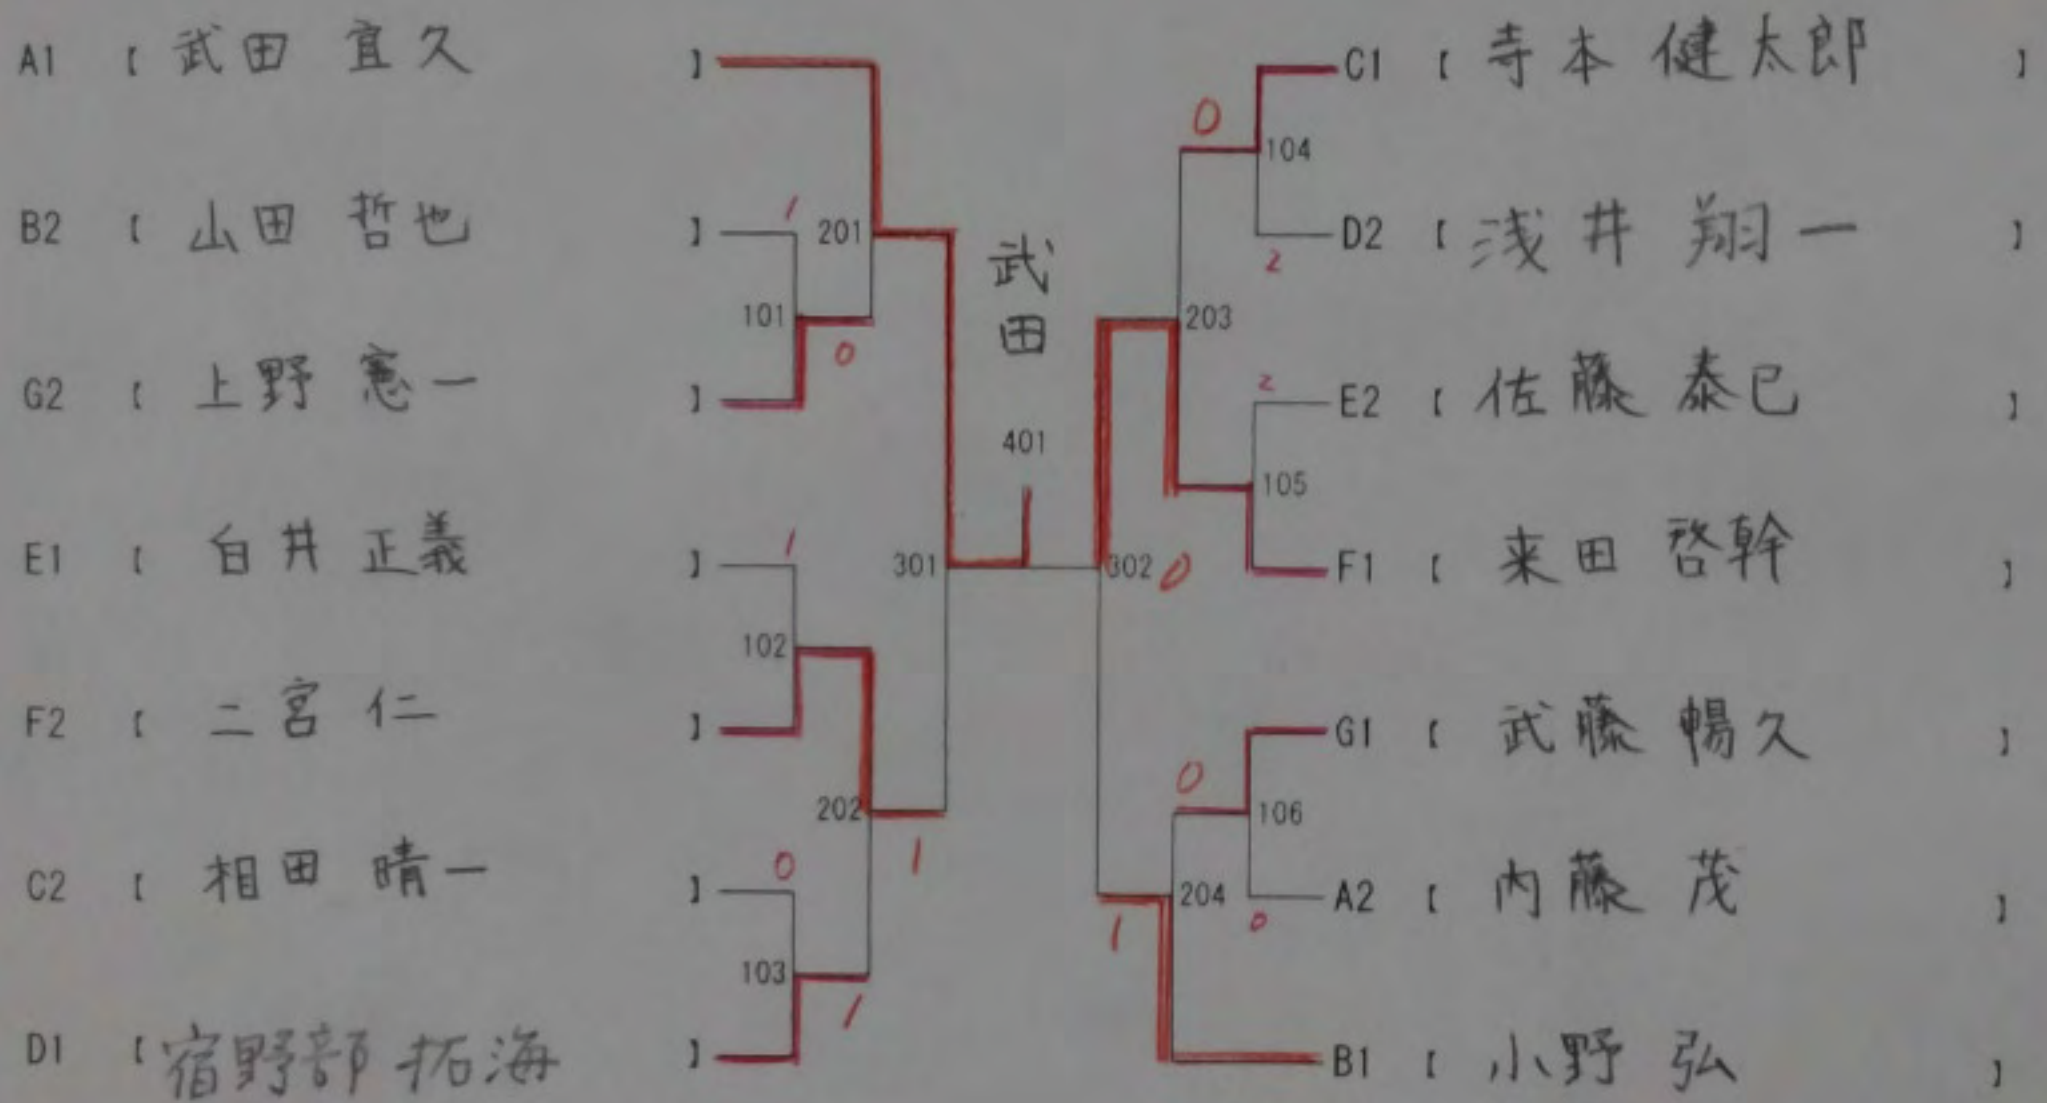 A1 【 武田 宜久 】
B2 【 山田 哲也 】
G2 【 上野 憲一 】
E1 【 白井 正義 】
F2 【 二宮 仁 】
C2 【 相田 晴一 】
D1 【 宿野部 拓海 】
1
201
101
0
1
102
202
1
0
103
1
301
武田
401
302 0
0
104
2
203
2
105
0
106
204
0
1
C1 【 寺本 健太郎 】
D2 【 浅井 翔一 】
E2 【 佐藤 泰己 】
F1 【 来田 啓幹 】
G1 【 武藤 暢久 】
A2 【 内藤 茂 】
B1 【 小野 弘 】